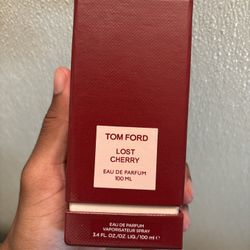 TOM FORD
LOST
CHERRY
EAU DE PARFUM
100 ML
EAU DE PARFUM
VAPORISATEUR SPRAY
3.4 FL.OZ./OZ.LIQ./100 ml ℮